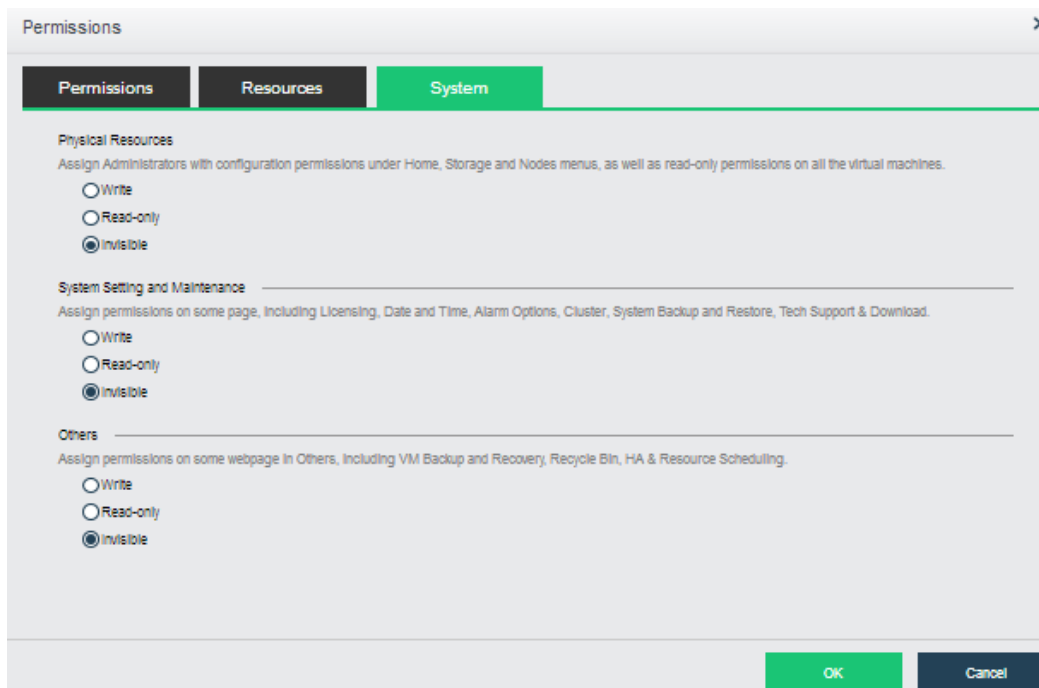 Permissions
Permissions Resources System
Physical Resources
Assign Administrators with configuration permissions under Home, Storage and Nodes menus, as well as read-only permissions on all the virtual machines.
Write
Read-only
Invisible
System Setting and Maintenance
Assign permissions on some page, including Licensing, Date and Time, Alarm Options, Cluster, System Backup and Restore, Tech Support & Download.
Write
Read-only
Invisible
Others
Assign permissions on some webpage in Others, including VM Backup and Recovery, Recycle Bin, HA & Resource Scheduling.
Write
Read-only
Invisible
OK Cancel